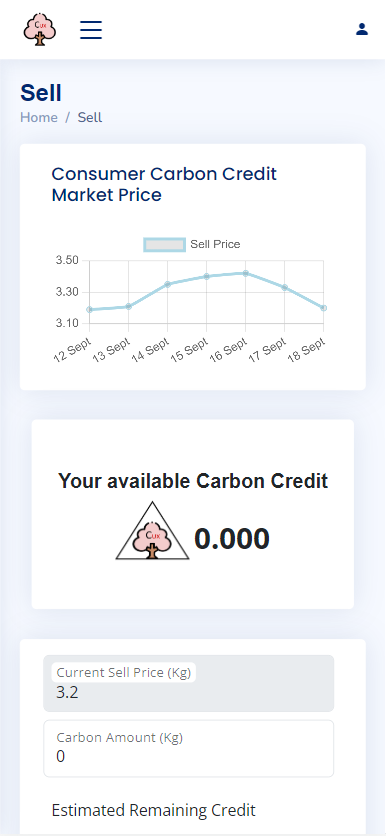 Cux
Sell
Home / Sell
Consumer Carbon Credit
Market Price
Sell Price
3.50
3.30
3.10
12 Sept
13 Sept
14 Sept
15 Sept
16 Sept
17 Sept
18 Sept
Your available Carbon Credit
Cux
0.000
Current Sell Price (Kg)
3.2
Carbon Amount (Kg)
0
Estimated Remaining Credit